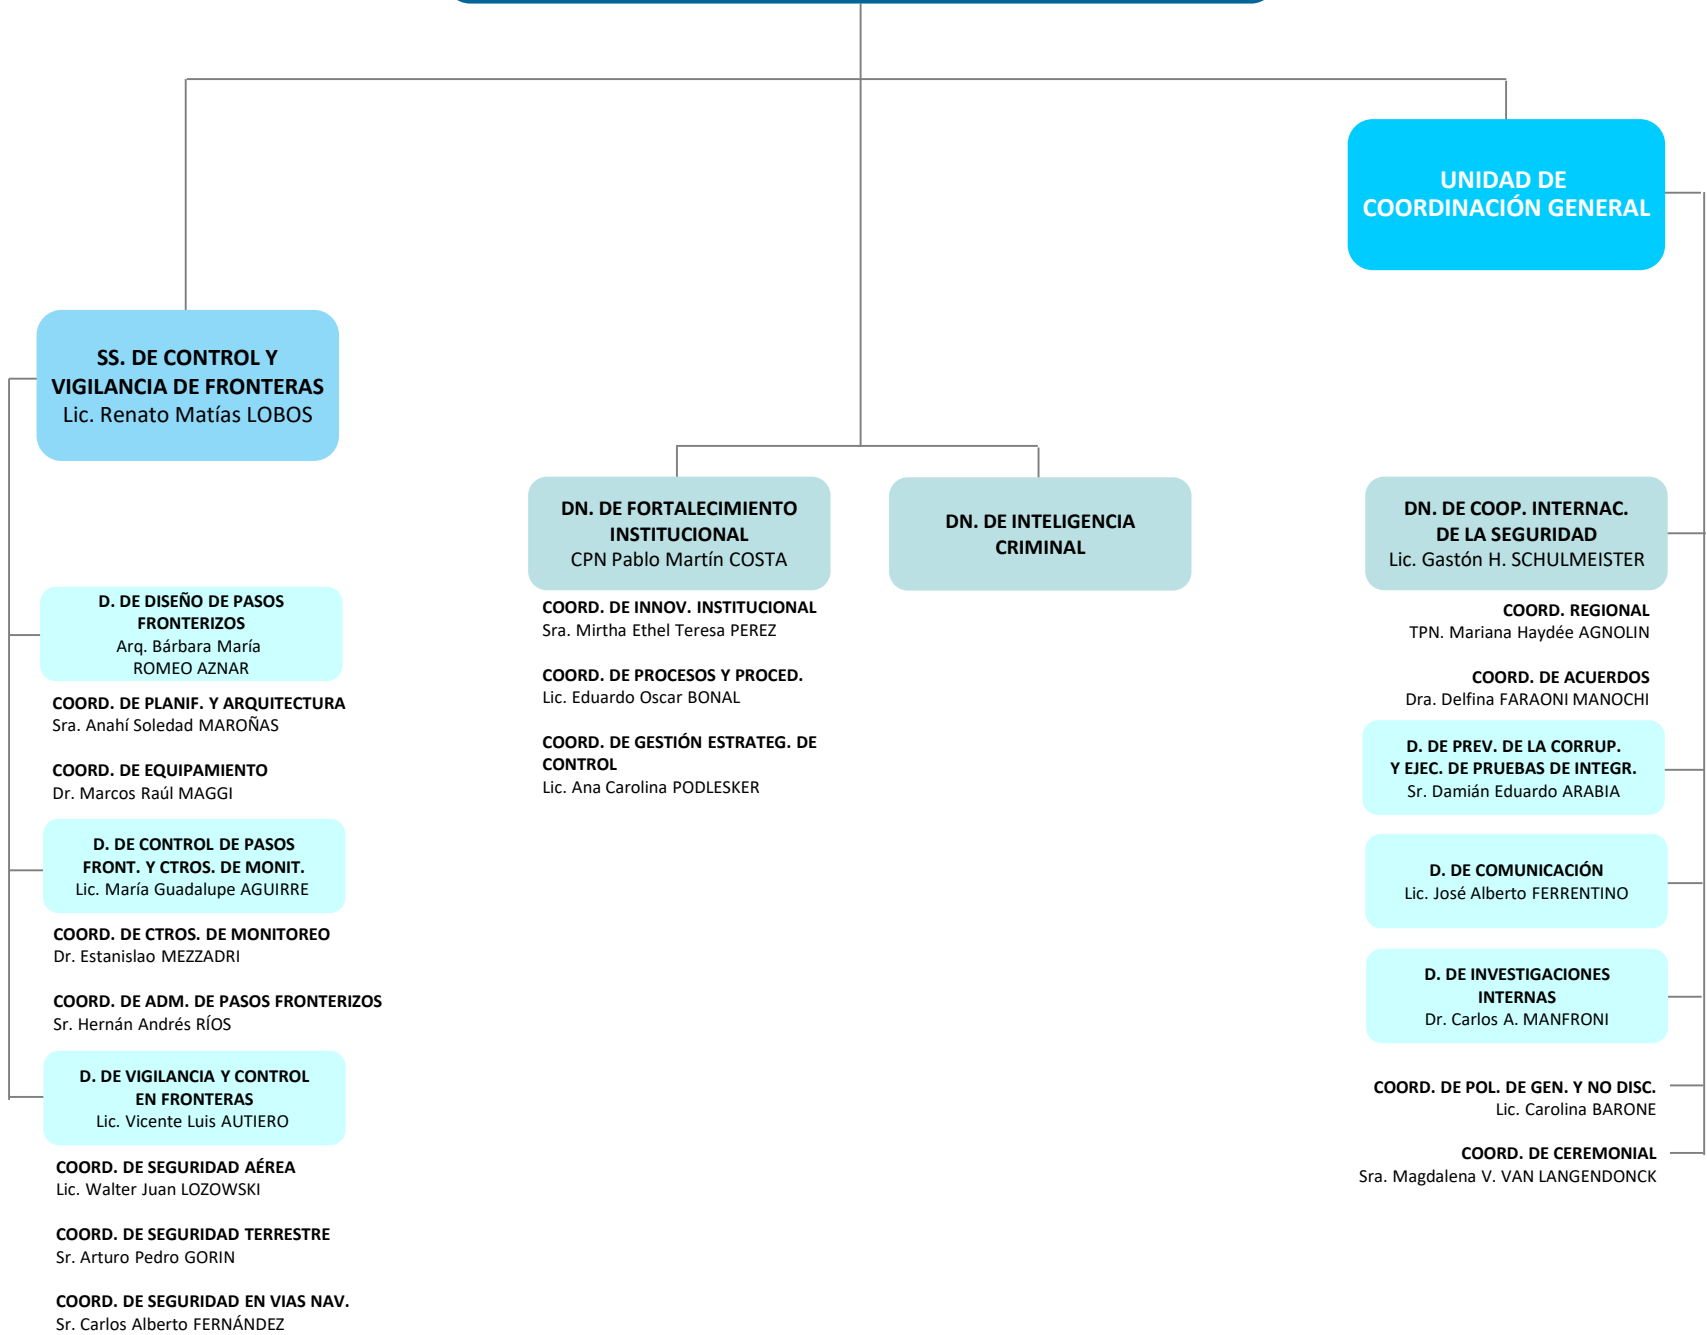 UNIDAD DE
COORDINACIÓN GENERAL
SS. DE CONTROL Y
VIGILANCIA DE FRONTERAS
Lic. Renato Matías LOBOS
D. DE DISEÑO DE PASOS
FRONTERIZOS
Arq. Bárbara María
ROMEO AZNAR
COORD. DE PLANIF. Y ARQUITECTURA
Sra. Anahí Soledad MAROÑAS
COORD. DE EQUIPAMIENTO
Dr. Marcos Raúl MAGGI
D. DE CONTROL DE PASOS
FRONT. Y CTROS. DE MONIT.
Lic. María Guadalupe AGUIRRE
COORD. DE CTROS. DE MONITOREO
Dr. Estanislao MEZZADRI
COORD. DE ADM. DE PASOS FRONTERIZOS
Sr. Hernán Andrés RÍOS
D. DE VIGILANCIA Y CONTROL
EN FRONTERAS
Lic. Vicente Luis AUTIERO
COORD. DE SEGURIDAD AÉREA
Lic. Walter Juan LOZOWSKI
COORD. DE SEGURIDAD TERRESTRE
Sr. Arturo Pedro GORIN
COORD. DE SEGURIDAD EN VIAS NAV.
Sr. Carlos Alberto FERNÁNDEZ
DN. DE FORTALECIMIENTO
INSTITUCIONAL
CPN Pablo Martín COSTA
COORD. DE INNOV. INSTITUCIONAL
Sra. Mirtha Ethel Teresa PEREZ
COORD. DE PROCESOS Y PROCED.
Lic. Eduardo Oscar BONAL
COORD. DE GESTIÓN ESTRATEG. DE
CONTROL
Lic. Ana Carolina PODLESKER
DN. DE INTELIGENCIA
CRIMINAL
DN. DE COOP. INTERNAC.
DE LA SEGURIDAD
Lic. Gastón H. SCHULMEISTER
COORD. REGIONAL
TPN. Mariana Haydée AGNOLIN
COORD. DE ACUERDOS
Dra. Delfina FARAONI MANOCHI
D. DE PREV. DE LA CORRUP.
Y EJEC. DE PRUEBAS DE INTEGR.
Sr. Damián Eduardo ARABIA
D. DE COMUNICACIÓN
Lic. José Alberto FERRENTINO
D. DE INVESTIGACIONES
INTERNAS
Dr. Carlos A. MANFRONI
COORD. DE POL. DE GEN. Y NO DISC.
Lic. Carolina BARONE
COORD. DE CEREMONIAL
Sra. Magdalena V. VAN LANGENDONCK